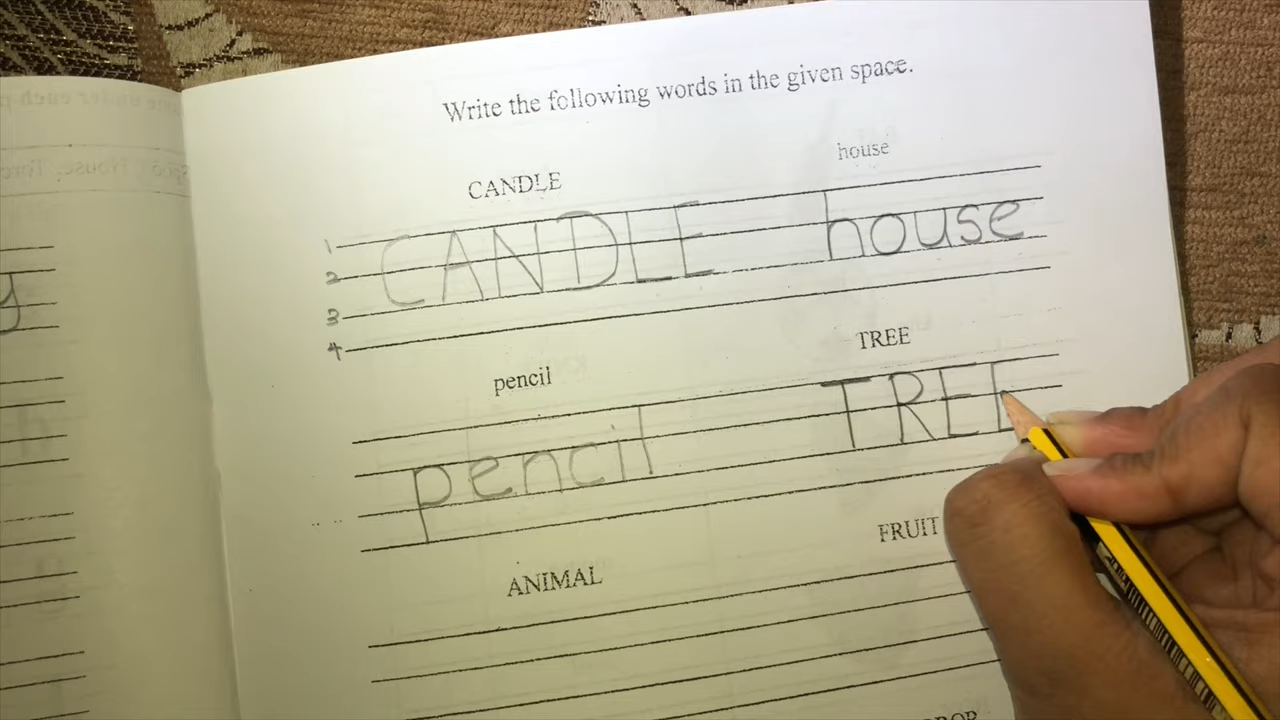 Write the following words in the given space.
CANDLE house
1
2
3
4
CANDLE house
pencil TREE
pencil TREE
ANIMAL FRUIT